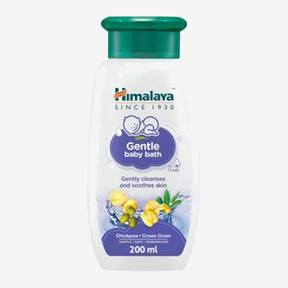 Himalaya
SINCE 1930
Gentle
baby bath
Gently cleanses
and soothes skin
Chickpea • Green Gram
200 ml